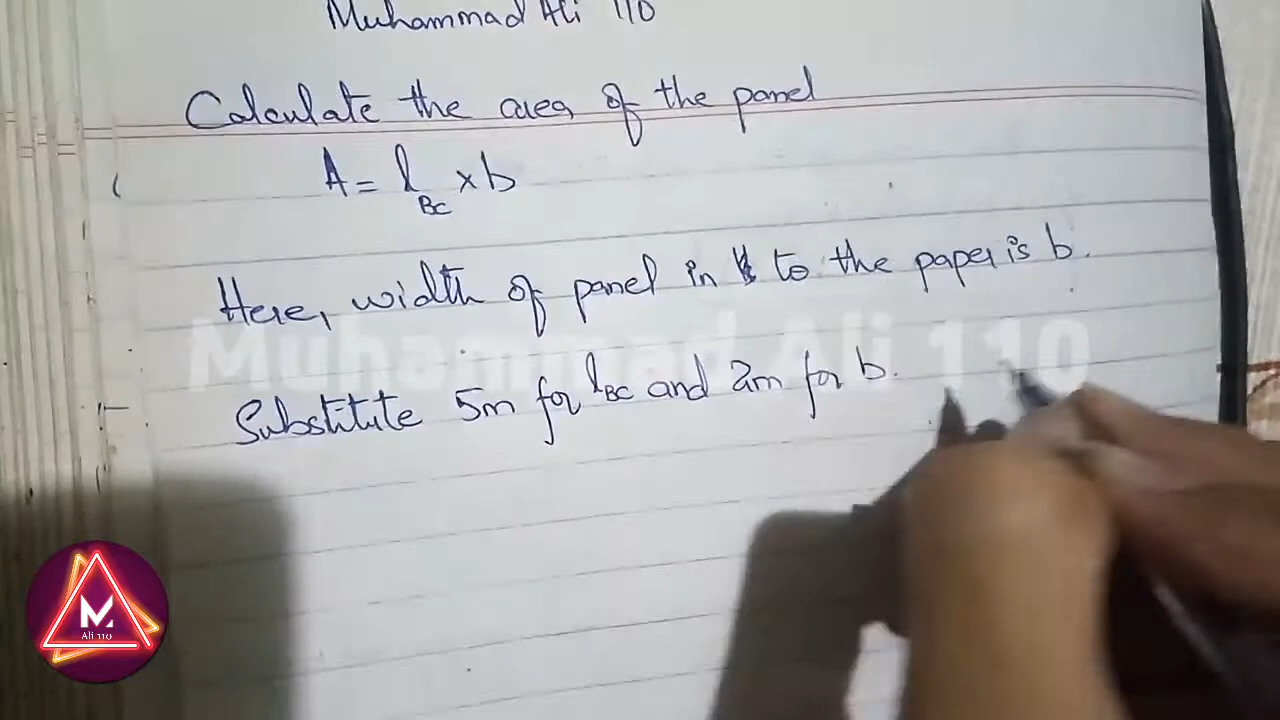 Muhammad Ali 110
Calculate the area of the panel
A = l_BC × b
Here, width of panel in to the paper is b.
Muhammad Ali 110
Substitute 5m for l_BC and 2m for b.
M
Ali 110